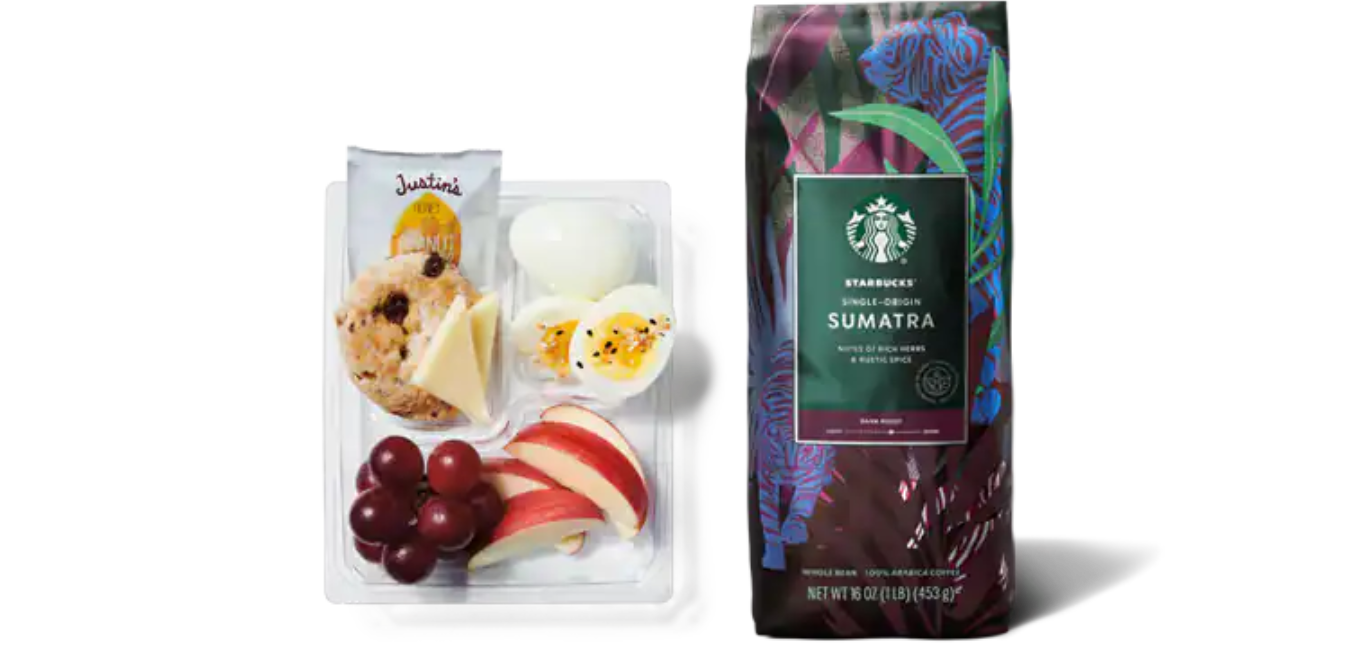 Justin's
HONEY
STARBUCKS®
SINGLE-ORIGIN
SUMATRA
NOTES OF RICH HERBS
& RUSTIC SPICE
DARK ROAST
WHOLE BEAN 100% ARABICA COFFEE
NET WT 16 OZ (1 LB) (453 g)